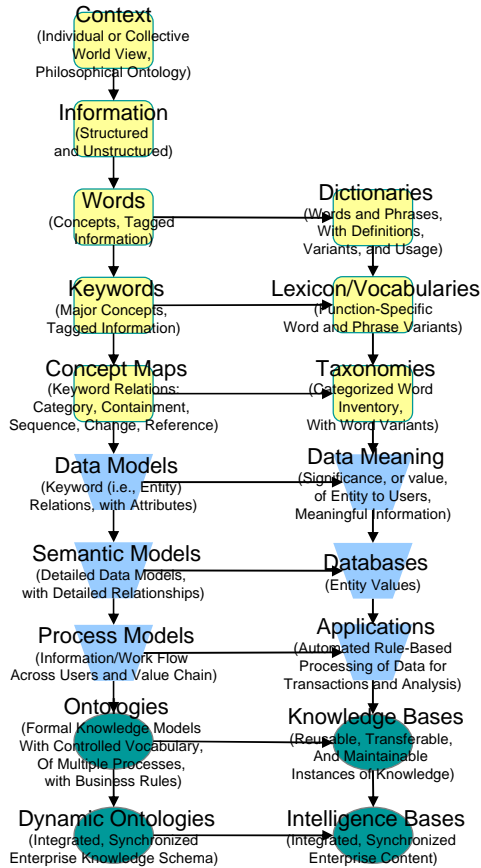 Context
(Individual or Collective
World View,
Philosophical Ontology)
Information
(Structured
and Unstructured)
Words
(Concepts, Tagged
Information)
Dictionaries
(Words and Phrases,
With Definitions,
Variants, and Usage)
Keywords
(Major Concepts,
Tagged Information)
Lexicon/Vocabularies
(Function-Specific
Word and Phrase Variants)
Concept Maps
(Keyword Relations:
Category, Containment,
Sequence, Change, Reference)
Taxonomies
(Categorized Word
Inventory,
With Word Variants)
Data Models
(Keyword (i.e., Entity)
Relations, with Attributes)
Data Meaning
(Significance, or value,
of Entity to Users,
Meaningful Information)
Semantic Models
(Detailed Data Models,
with Detailed Relationships)
Databases
(Entity Values)
Process Models
(Information/Work Flow
Across Users and Value Chain)
Applications
(Automated Rule-Based
Processing of Data for
Transactions and Analysis)
Ontologies
(Formal Knowledge Models
With Controlled Vocabulary,
Of Multiple Processes,
with Business Rules)
Knowledge Bases
(Reusable, Transferable,
And Maintainable
Instances of Knowledge)
Dynamic Ontologies
(Integrated, Synchronized
Enterprise Knowledge Schema)
Intelligence Bases
(Integrated, Synchronized
Enterprise Content)